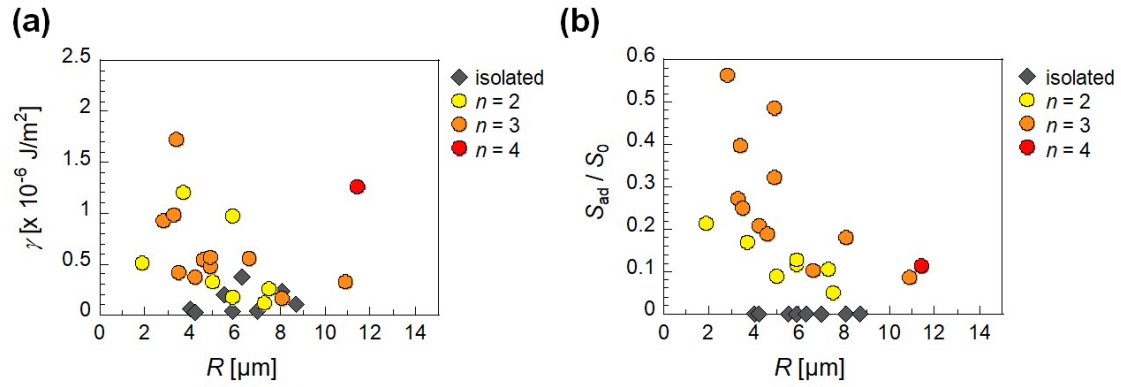 (a)
2.5
2
1.5
1
0.5
0
γ [x 10⁻⁶ J/m²]
0 2 4 6 8 10 12 14
R [µm]
isolated
n = 2
n = 3
n = 4
(b)
0.6
0.5
0.4
0.3
0.2
0.1
0
S_ad / S_0
0 2 4 6 8 10 12 14
R [µm]
isolated
n = 2
n = 3
n = 4